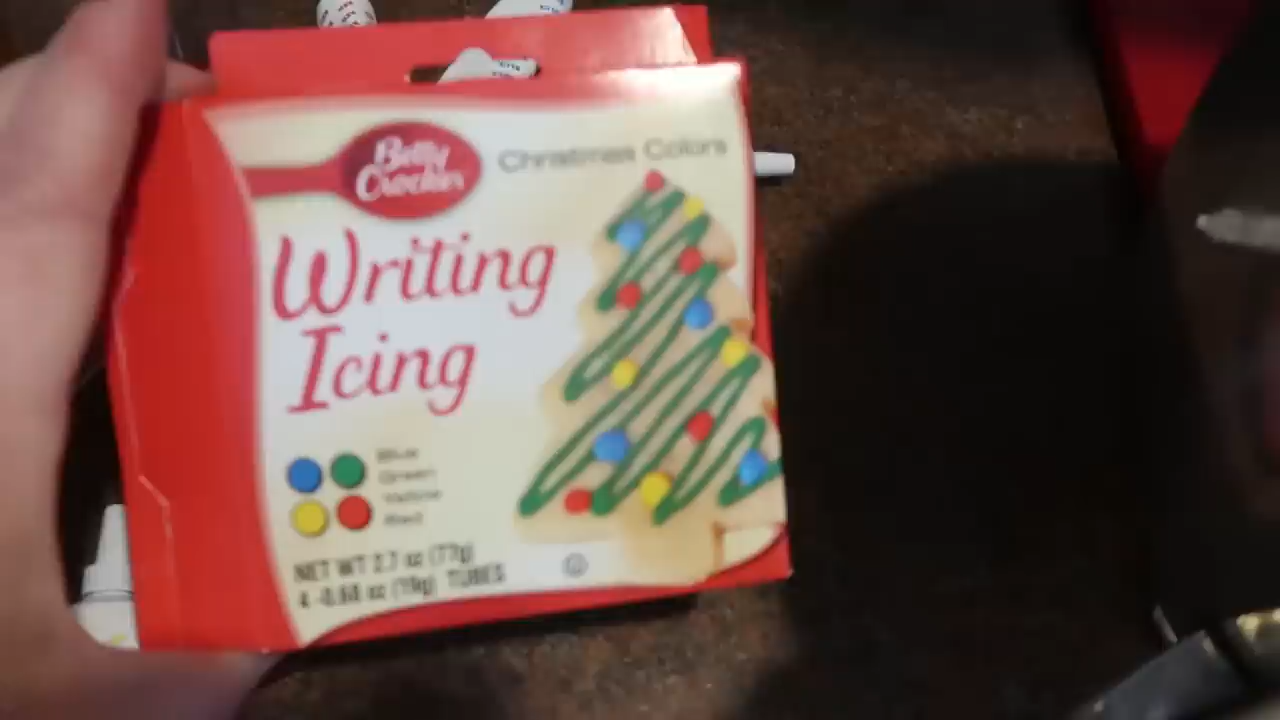 Betty
Crocker
Christmas Colors
Writing
Icing
Blue
Green
Yellow
Red
NET WT 2.7 oz (77g)
4 -0.68 oz (19g) TUBES